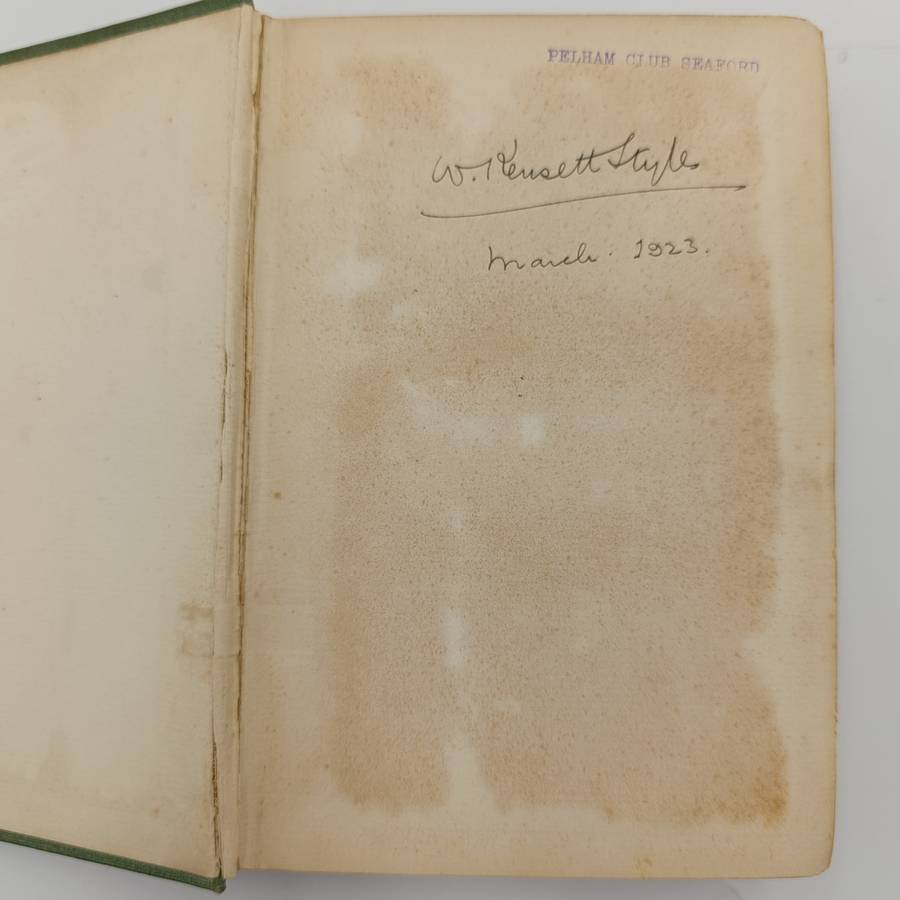 PELHAM CLUB SEAFORD
W. Kensett Styles
March. 1923.